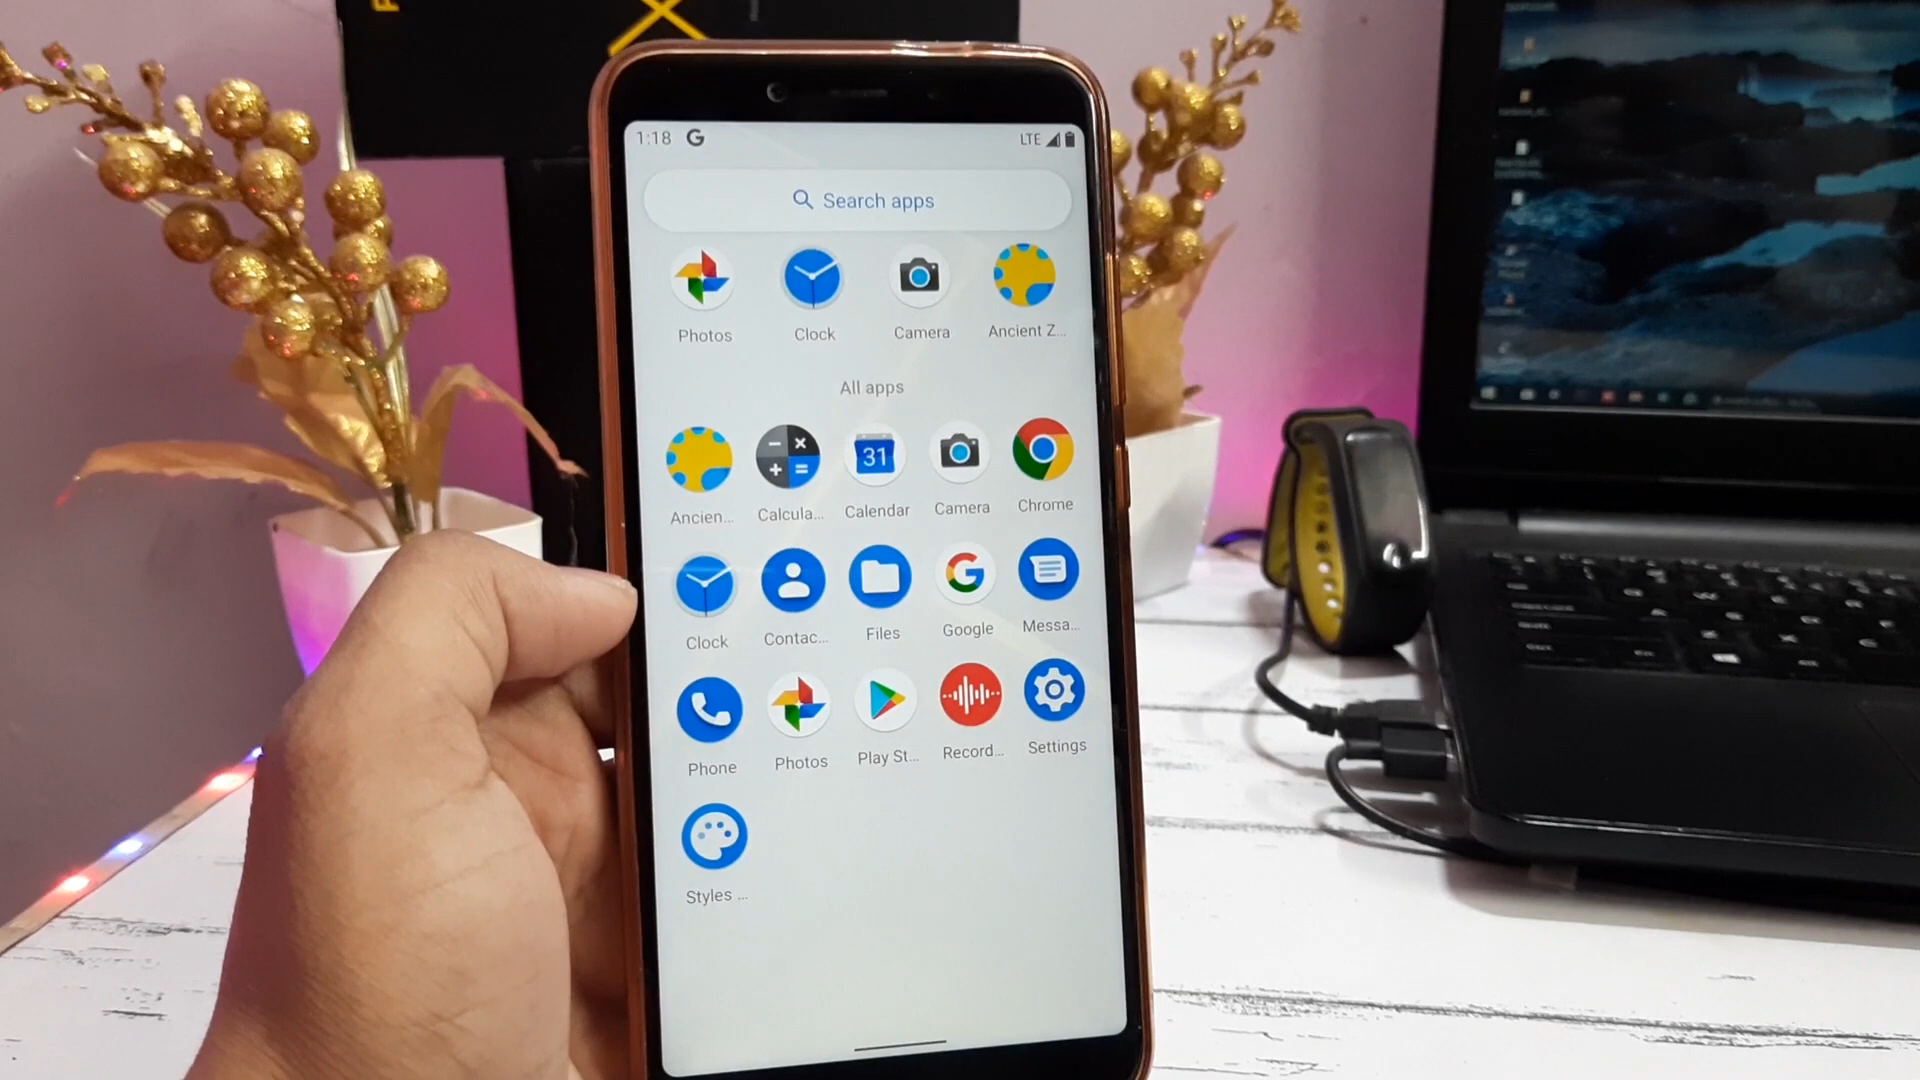 1:18 G LTE
Search apps
Photos Clock Camera Ancient Z...
All apps
Ancien... Calcula... Calendar Camera Chrome
31
Clock Contac... Files Google Messa...
Phone Photos Play St... Record... Settings
Styles ...